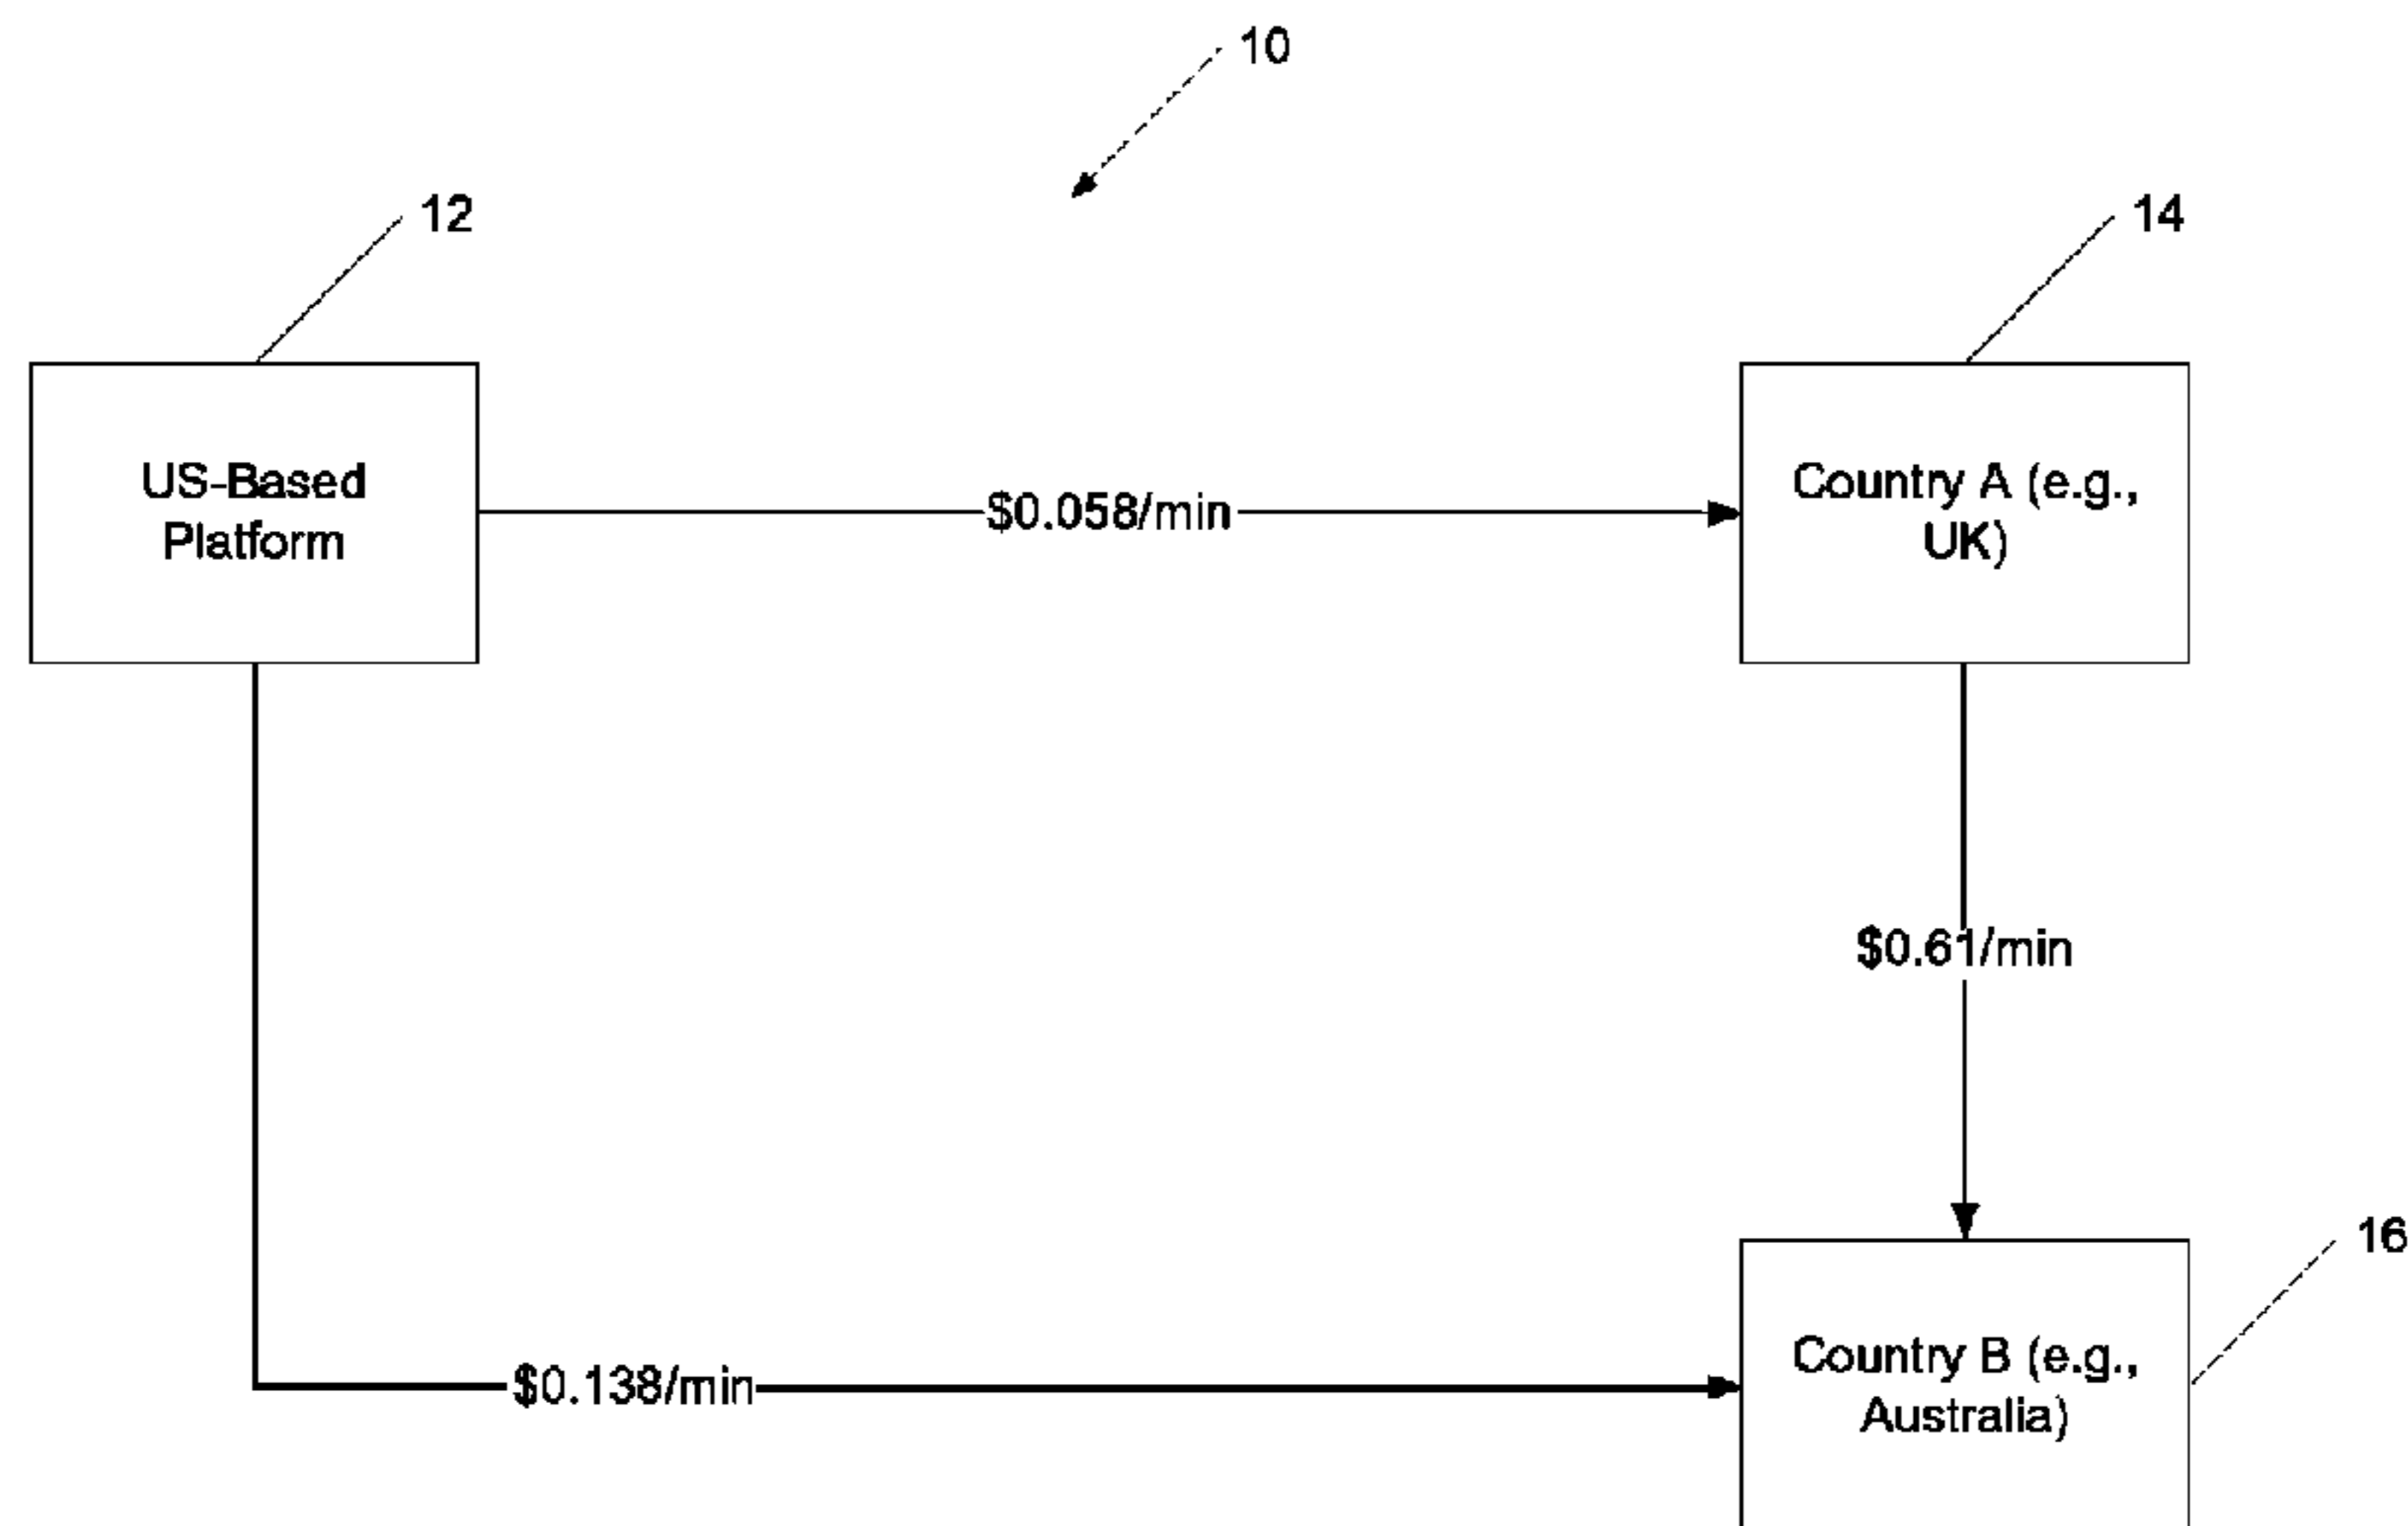 10
12
14
US-Based
Platform
$0.058/min
Country A (e.g.,
UK)
$0.61/min
16
$0.138/min
Country B (e.g.,
Australia)